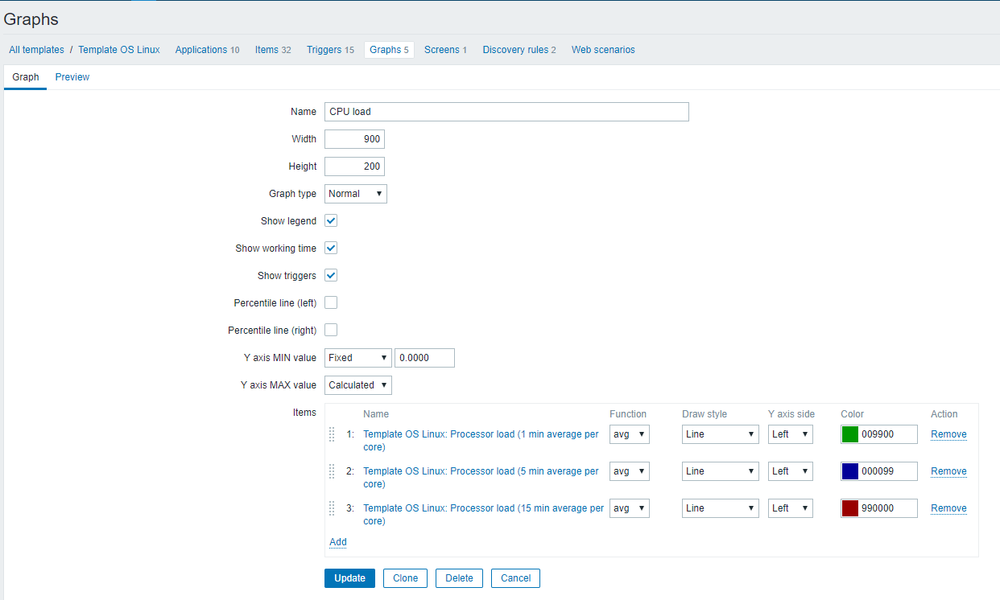 Graphs
All templates / Template OS Linux Applications 10 Items 32 Triggers 15 Graphs 5 Screens 1 Discovery rules 2 Web scenarios
Graph Preview
Name CPU load
Width 900
Height 200
Graph type Normal
Show legend
Show working time
Show triggers
Percentile line (left)
Percentile line (right)
Y axis MIN value Fixed 0.0000
Y axis MAX value Calculated
Items Name Function Draw style Y axis side Color Action
1: Template OS Linux: Processor load (1 min average per avg Line Left 009900 Remove
core)
2: Template OS Linux: Processor load (5 min average per avg Line Left 000099 Remove
core)
3: Template OS Linux: Processor load (15 min average per avg Line Left 990000 Remove
core)
Add
Update Clone Delete Cancel